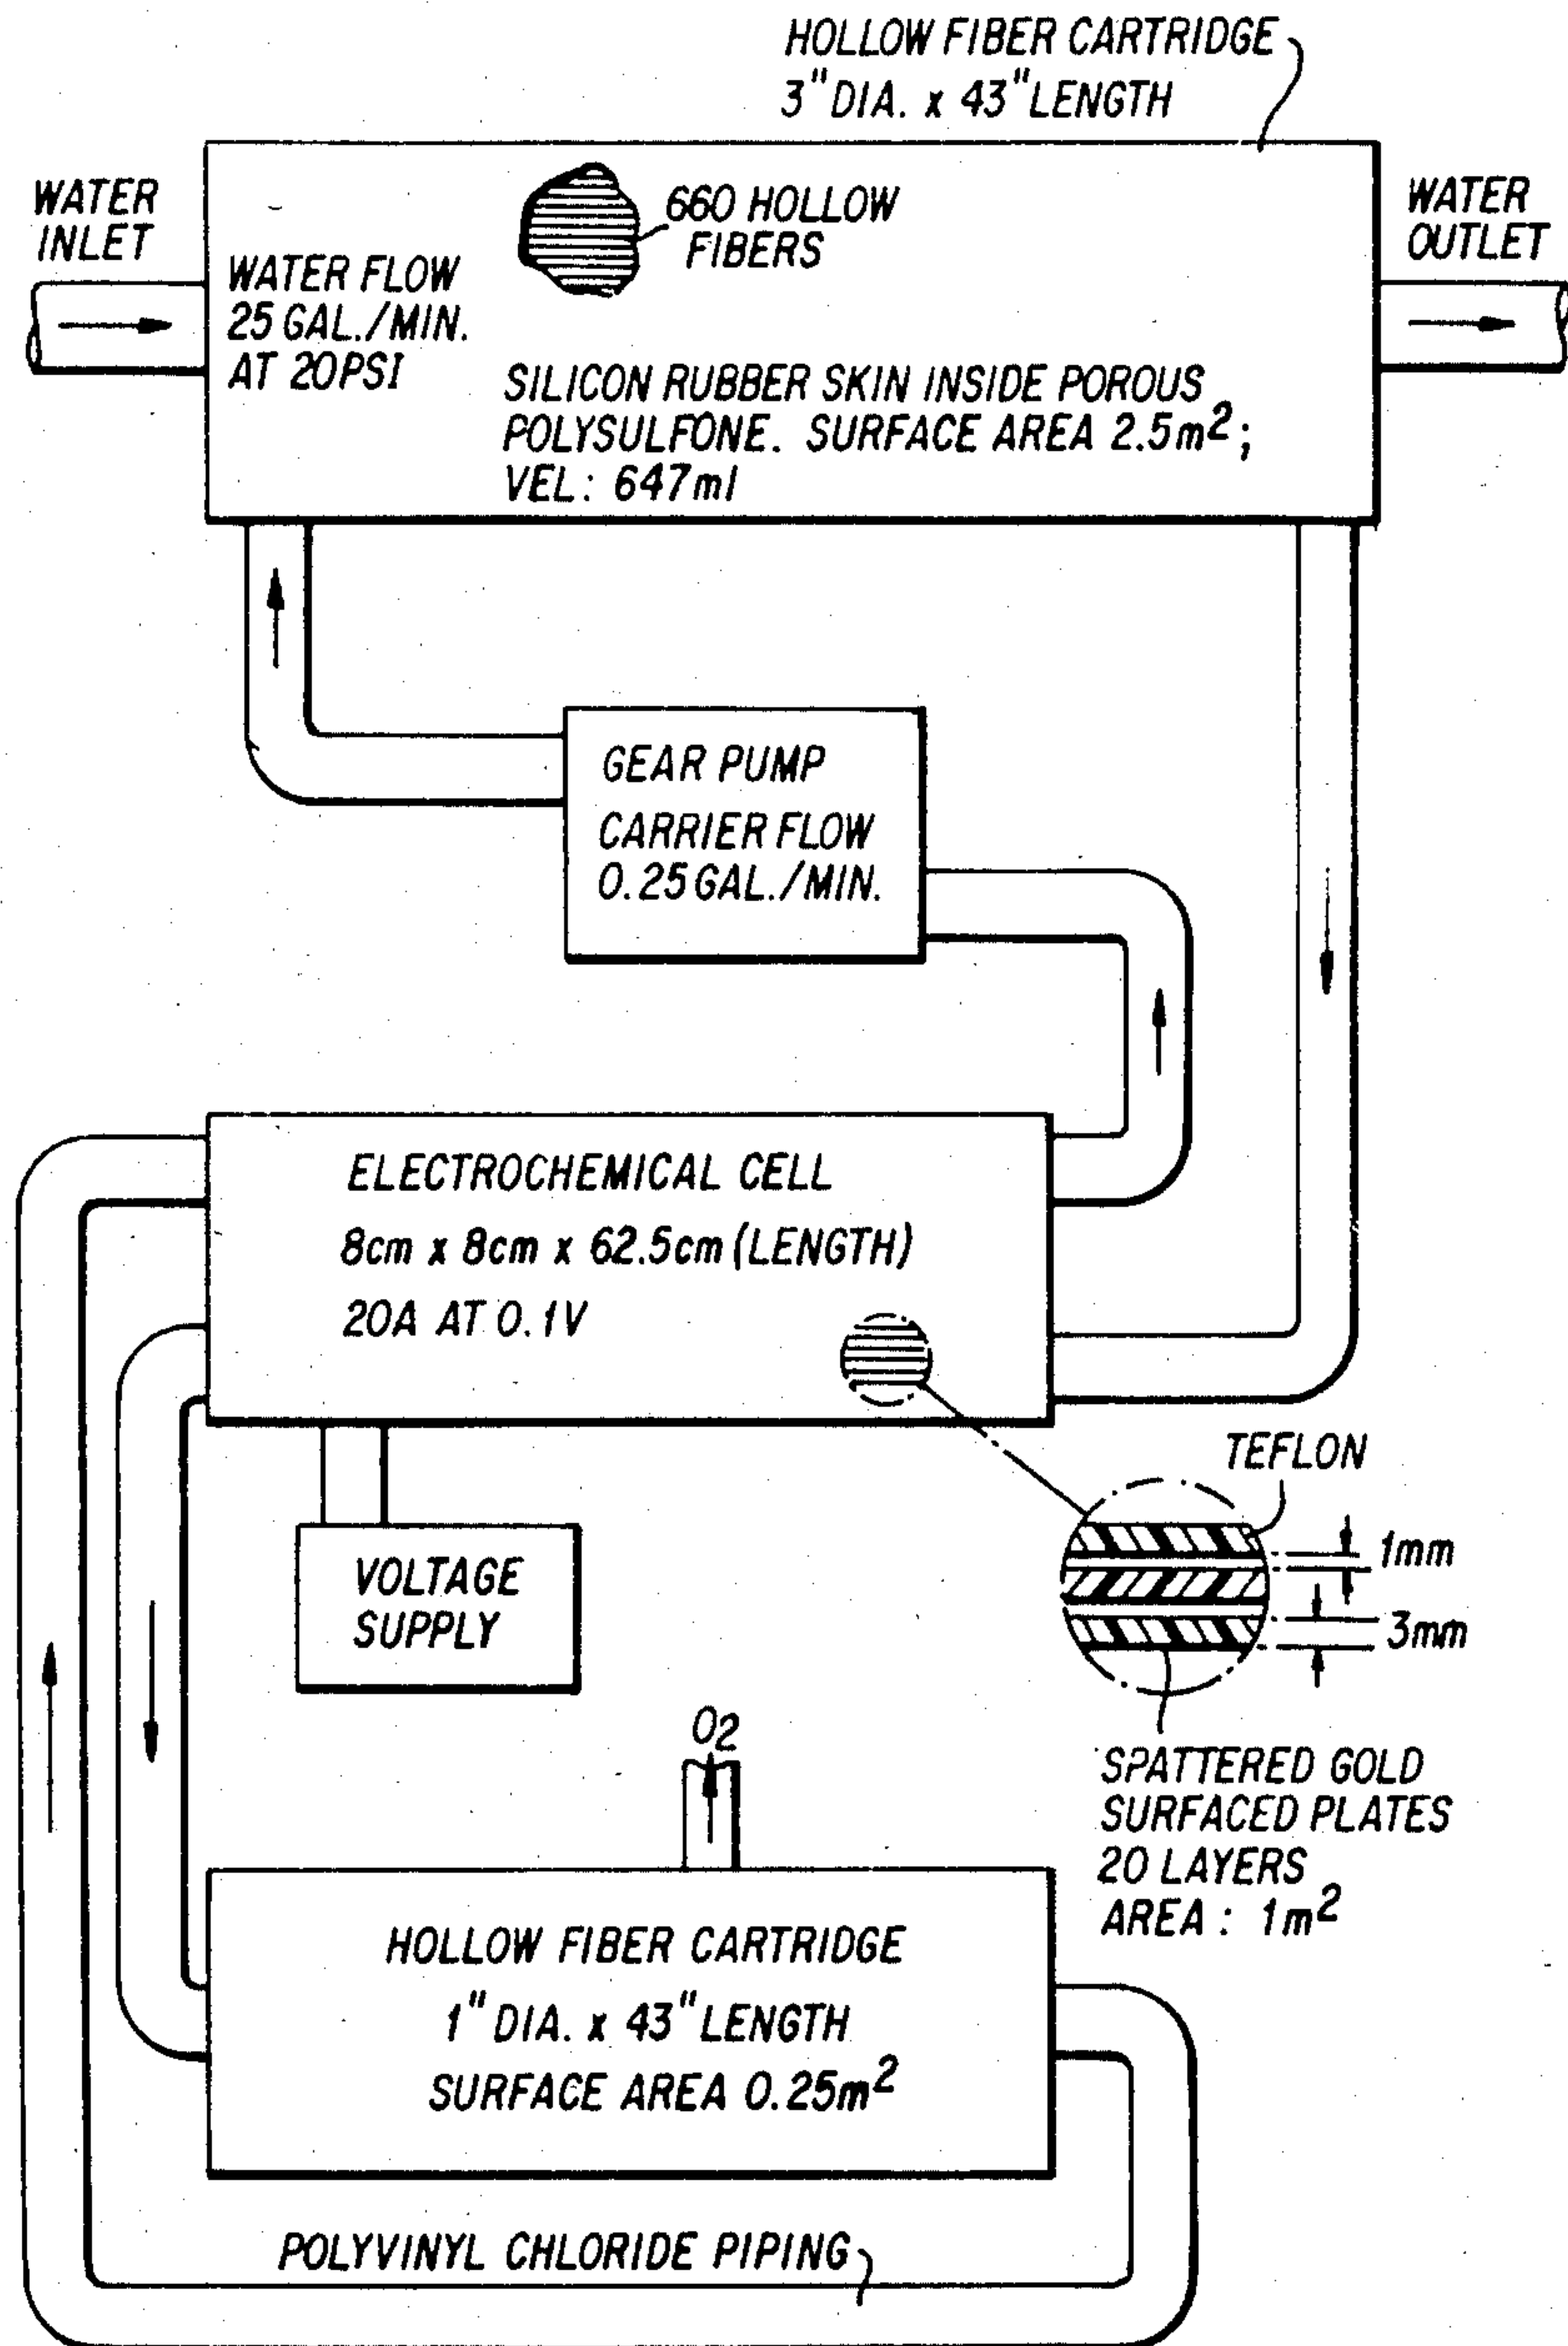 HOLLOW FIBER CARTRIDGE
3" DIA. x 43" LENGTH
WATER
INLET
660 HOLLOW
FIBERS
WATER
OUTLET
WATER FLOW
25 GAL./MIN.
AT 20PSI
SILICON RUBBER SKIN INSIDE POROUS
POLYSULFONE. SURFACE AREA 2.5m²;
VEL: 647ml
GEAR PUMP
CARRIER FLOW
0.25 GAL./MIN.
ELECTROCHEMICAL CELL
8cm x 8cm x 62.5cm (LENGTH)
20A AT 0.1V
TEFLON
1mm
3mm
VOLTAGE
SUPPLY
SPATTERED GOLD
SURFACED PLATES
20 LAYERS
AREA : 1m²
O2
HOLLOW FIBER CARTRIDGE
1" DIA. x 43" LENGTH
SURFACE AREA 0.25m²
POLYVINYL CHLORIDE PIPING